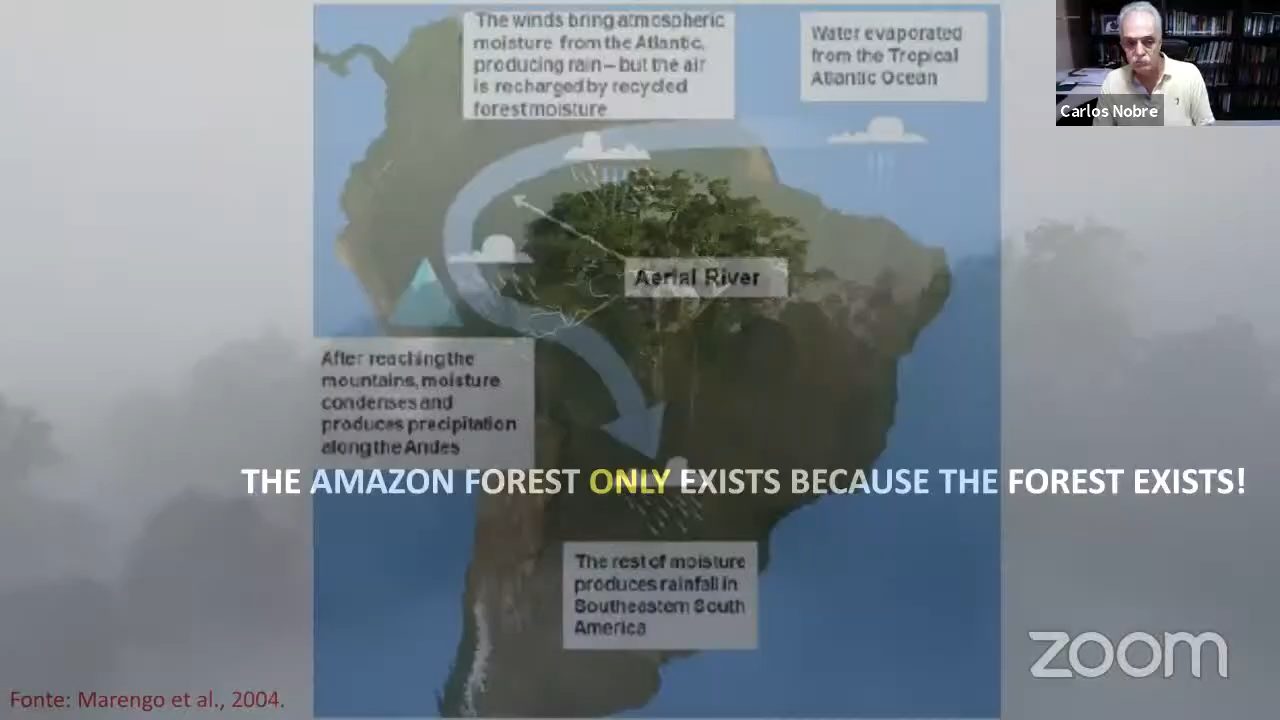 The winds bring atmospheric
moisture from the Atlantic,
producing rain – but the air
is recharged by recycled
forest moisture
Water evaporated
from the Tropical
Atlantic Ocean
Carlos Nobre
Aerial River
After reaching the
mountains, moisture
condenses and
produces precipitation
along the Andes
THE AMAZON FOREST ONLY EXISTS BECAUSE THE FOREST EXISTS!
The rest of moisture
produces rainfall in
Southeastern South
America
zoom
Fonte: Marengo et al., 2004.